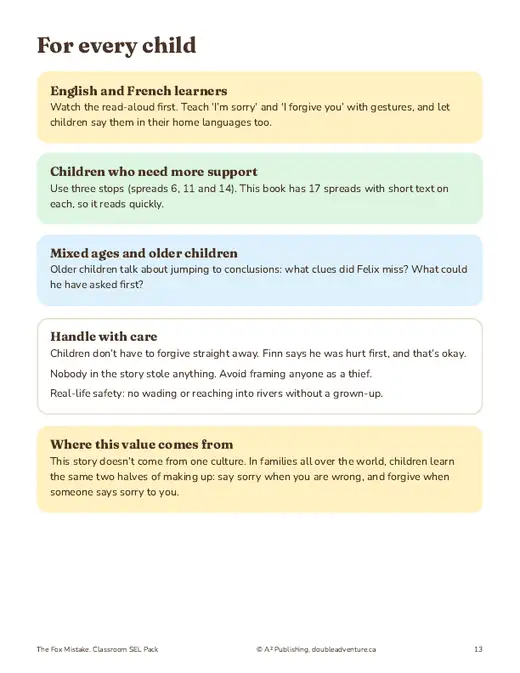 For every child
English and French learners
Watch the read-aloud first. Teach 'I'm sorry' and 'I forgive you' with gestures, and let
children say them in their home languages too.
Children who need more support
Use three stops (spreads 6, 11 and 14). This book has 17 spreads with short text on
each, so it reads quickly.
Mixed ages and older children
Older children talk about jumping to conclusions: what clues did Felix miss? What could
he have asked first?
Handle with care
Children don't have to forgive straight away. Finn says he was hurt first, and that's okay.
Nobody in the story stole anything. Avoid framing anyone as a thief.
Real-life safety: no wading or reaching into rivers without a grown-up.
Where this value comes from
This story doesn't come from one culture. In families all over the world, children learn
the same two halves of making up: say sorry when you are wrong, and forgive when
someone says sorry to you.
The Fox Mistake. Classroom SEL Pack © A² Publishing, doubleadventure.ca 13